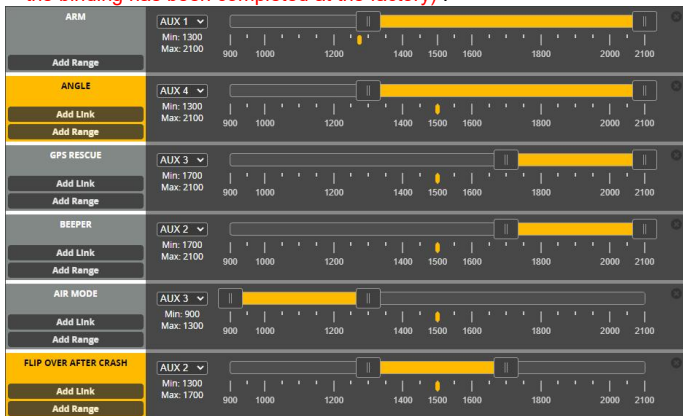 the binding has been completed at the factory) .
ARM
Add Range
AUX 1
Min: 1300
Max: 2100
900 1000 1200 1400 1500 1600 1800 2000 2100
ANGLE
Add Link
Add Range
AUX 4
Min: 1300
Max: 2100
900 1000 1200 1400 1500 1600 1800 2000 2100
GPS RESCUE
Add Link
Add Range
AUX 3
Min: 1700
Max: 2100
900 1000 1200 1400 1500 1600 1800 2000 2100
BEEPER
Add Link
Add Range
AUX 2
Min: 1700
Max: 2100
900 1000 1200 1400 1500 1600 1800 2000 2100
AIR MODE
Add Link
Add Range
AUX 3
Min: 900
Max: 1300
900 1000 1200 1400 1500 1600 1800 2000 2100
FLIP OVER AFTER CRASH
Add Link
Add Range
AUX 2
Min: 1300
Max: 1700
900 1000 1200 1400 1500 1600 1800 2000 2100